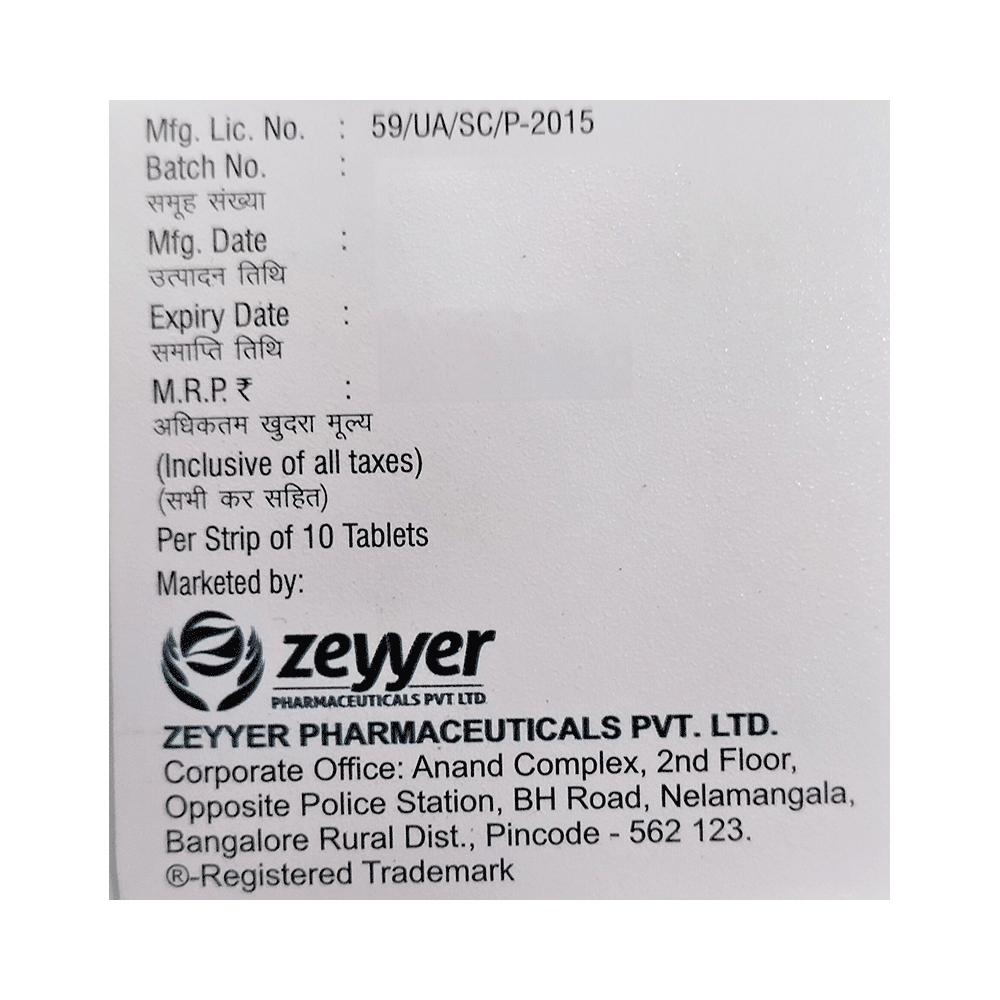 Mfg. Lic. No. : 59/UA/SC/P-2015
Batch No. :
समूह संख्या
Mfg. Date :
उत्पादन तिथि
Expiry Date :
समाप्ति तिथि
M.R.P. ₹ :
अधिकतम खुदरा मूल्य
(Inclusive of all taxes)
(सभी कर सहित)
Per Strip of 10 Tablets
Marketed by:
zeyyer
PHARMACEUTICALS PVT LTD
ZEYYER PHARMACEUTICALS PVT. LTD.
Corporate Office: Anand Complex, 2nd Floor,
Opposite Police Station, BH Road, Nelamangala,
Bangalore Rural Dist., Pincode - 562 123.
®-Registered Trademark